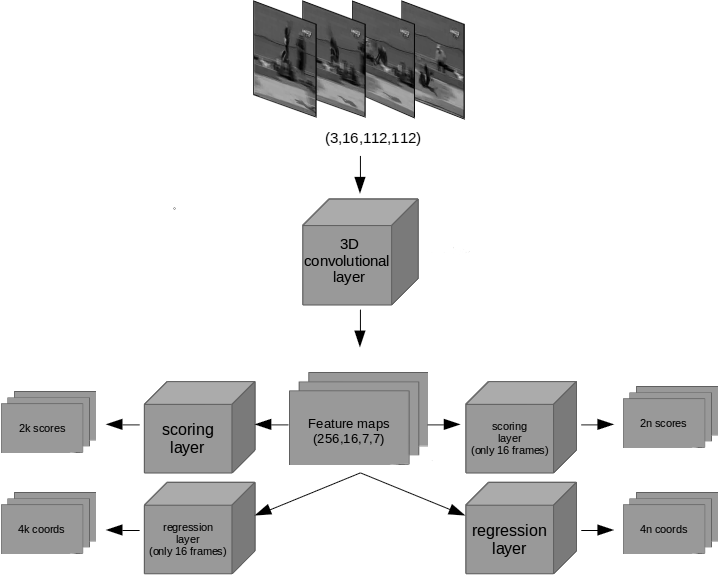 (3,16,112,112)
3D
convolutional
layer
Feature maps
(256,16,7,7)
2k scores
scoring
layer
scoring
layer
(only 16 frames)
2n scores
4k coords
regression
layer
(only 16 frames)
regression
layer
4n coords